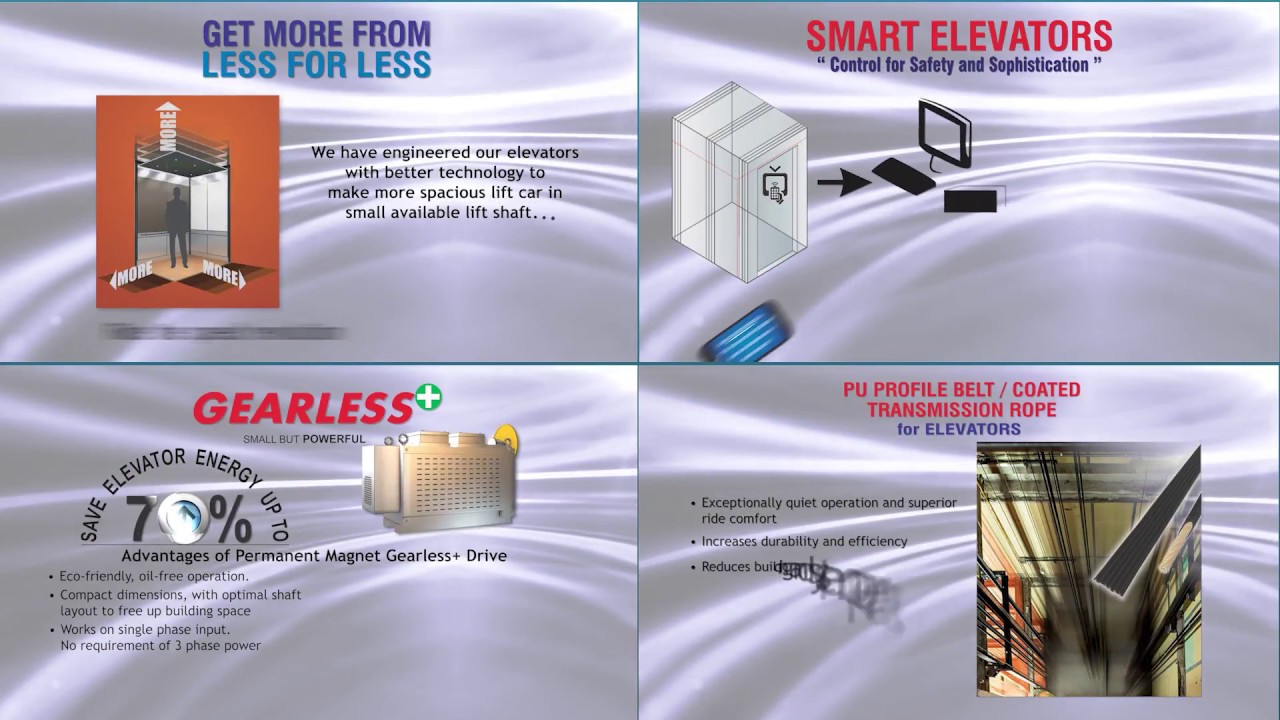 GET MORE FROM
LESS FOR LESS
MORE
MORE
MORE
We have engineered our elevators
with better technology to
make more spacious lift car in
small available lift shaft...
SMART ELEVATORS
“ Control for Safety and Sophistication ”
GEARLESS+
SMALL BUT POWERFUL
SAVE ELEVATOR ENERGY UP TO
70%
Advantages of Permanent Magnet Gearless+ Drive
• Eco-friendly, oil-free operation.
• Compact dimensions, with optimal shaft
layout to free up building space
• Works on single phase input.
No requirement of 3 phase power
PU PROFILE BELT / COATED
TRANSMISSION ROPE
for ELEVATORS
• Exceptionally quiet operation and superior
ride comfort
• Increases durability and efficiency
• Reduces